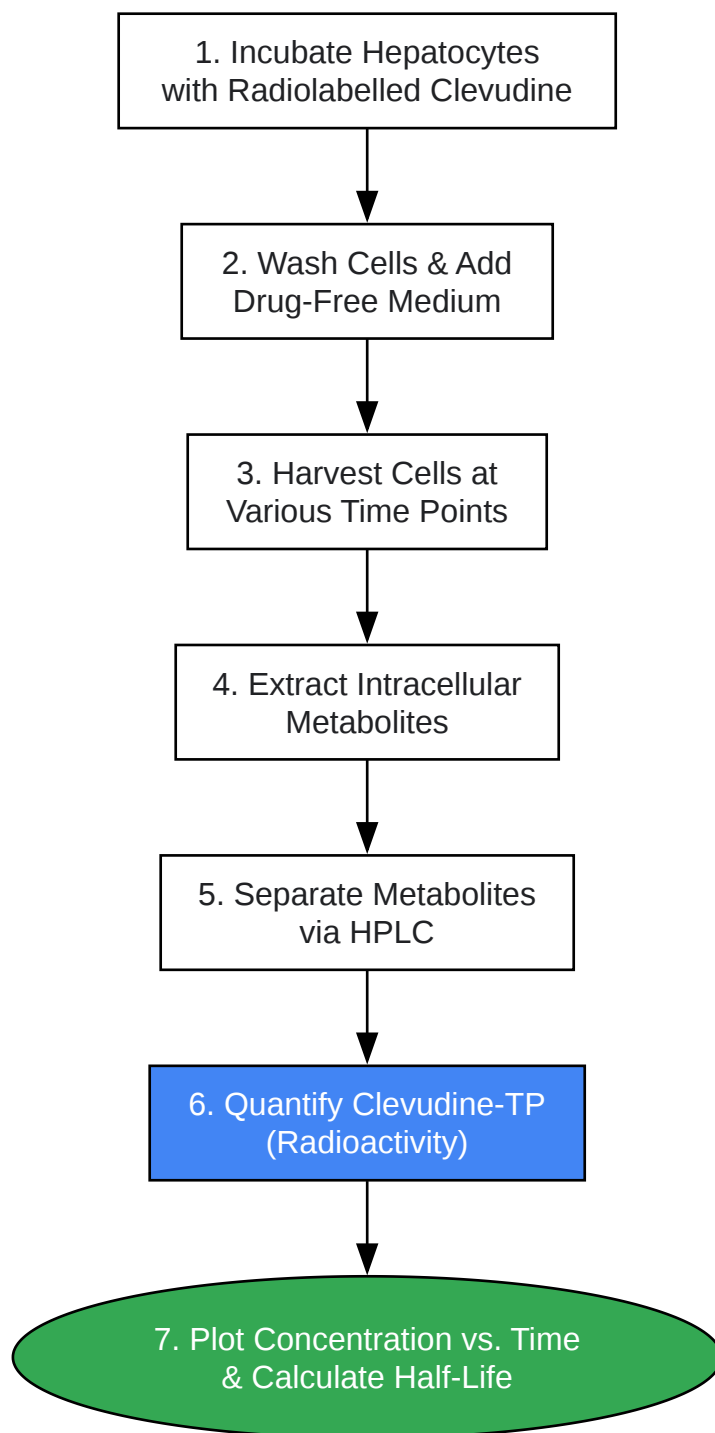 1. Incubate Hepatocytes
with Radiolabelled Clevudine
2. Wash Cells & Add
Drug-Free Medium
3. Harvest Cells at
Various Time Points
4. Extract Intracellular
Metabolites
5. Separate Metabolites
via HPLC
6. Quantify Clevudine-TP
(Radioactivity)
7. Plot Concentration vs. Time
& Calculate Half-Life